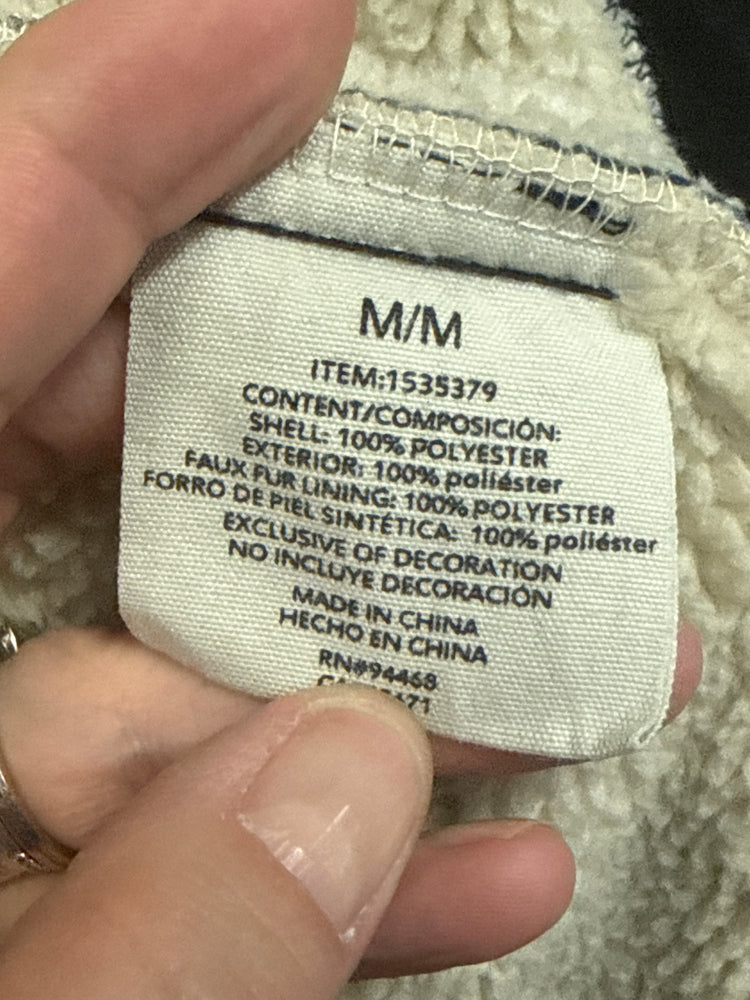 M/M
ITEM:1535379
CONTENT/COMPOSICIÓN:
SHELL: 100% POLYESTER
EXTERIOR: 100% poliéster
FAUX FUR LINING: 100% POLYESTER
FORRO DE PIEL SINTÉTICA: 100% poliéster
EXCLUSIVE OF DECORATION
NO INCLUYE DECORACIÓN
MADE IN CHINA
HECHO EN CHINA
RN#94468